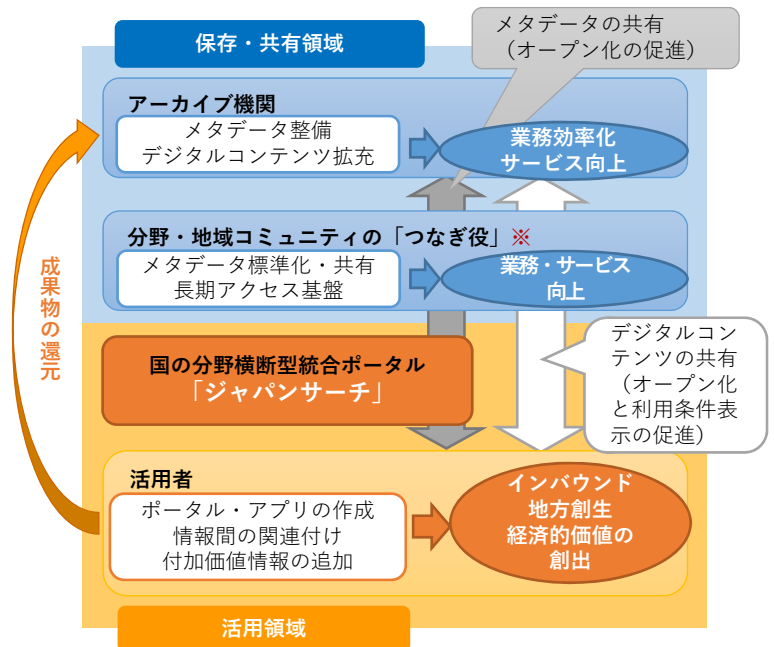 メタデータの共有
（オープン化の促進）
保存・共有領域
アーカイブ機関
メタデータ整備
デジタルコンテンツ拡充
業務効率化
サービス向上
分野・地域コミュニティの「つなぎ役」※
メタデータ標準化・共有
長期アクセス基盤
業務・サービス
向上
成果物の還元
国の分野横断型統合ポータル
「ジャパンサーチ」
デジタルコン
テンツの共有
（オープン化
と利用条件表
示の促進）
活用者
ポータル・アプリの作成
情報間の関連付け
付加価値情報の追加
インバウンド
地方創生
経済的価値の
創出
活用領域